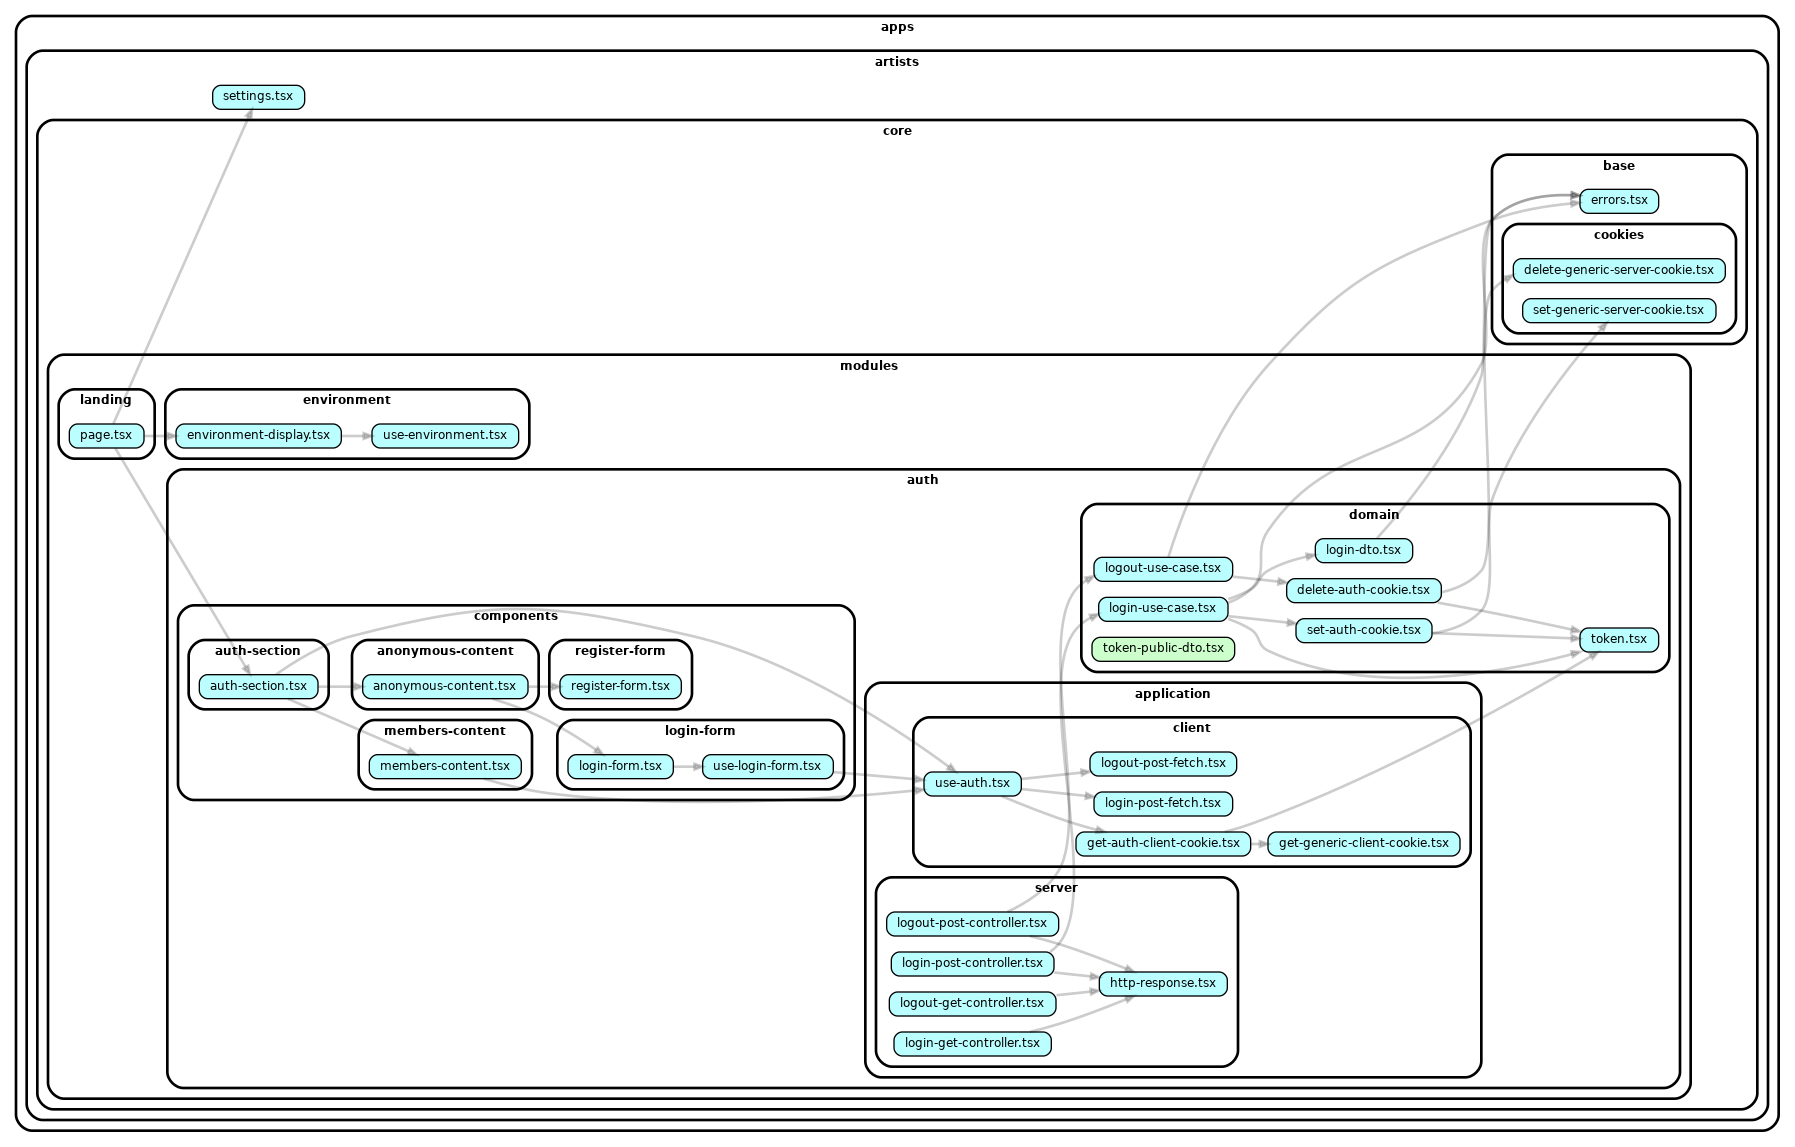 apps
artists
settings.tsx
core
base
errors.tsx
cookies
delete-generic-server-cookie.tsx
set-generic-server-cookie.tsx
modules
landing
page.tsx
environment
environment-display.tsx
use-environment.tsx
auth
domain
login-dto.tsx
logout-use-case.tsx
delete-auth-cookie.tsx
login-use-case.tsx
set-auth-cookie.tsx
token.tsx
token-public-dto.tsx
components
auth-section
auth-section.tsx
anonymous-content
anonymous-content.tsx
register-form
register-form.tsx
members-content
members-content.tsx
login-form
login-form.tsx
use-login-form.tsx
application
client
use-auth.tsx
logout-post-fetch.tsx
login-post-fetch.tsx
get-auth-client-cookie.tsx
get-generic-client-cookie.tsx
server
logout-post-controller.tsx
login-post-controller.tsx
http-response.tsx
logout-get-controller.tsx
login-get-controller.tsx